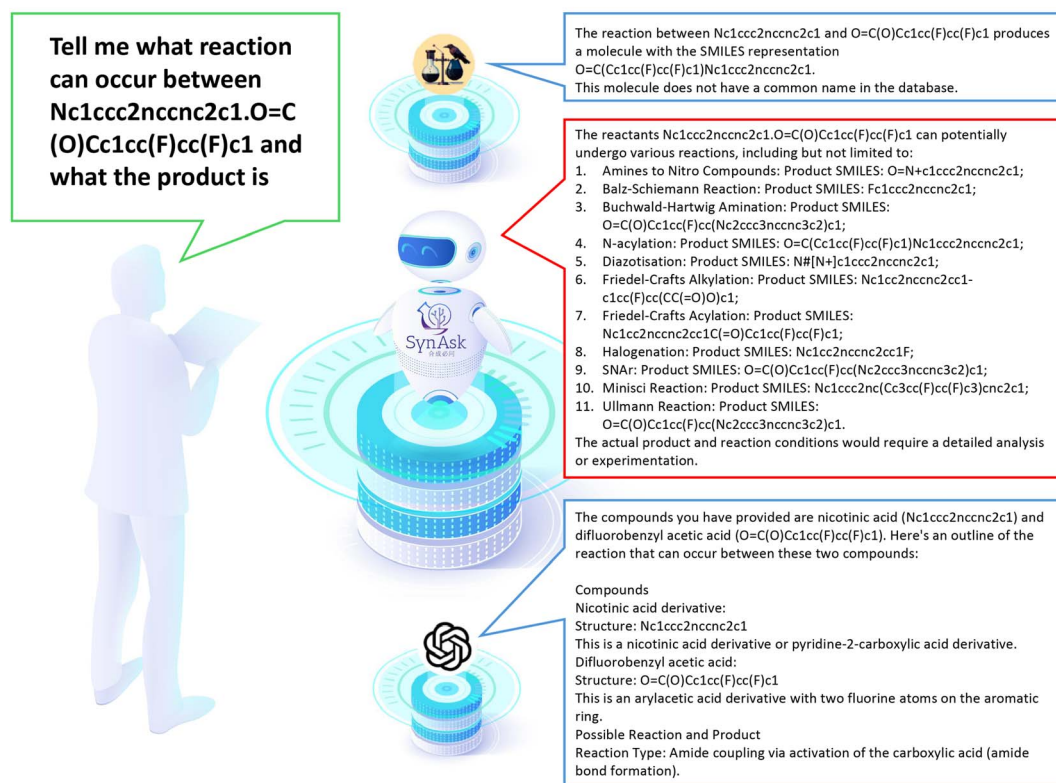 Tell me what reaction
can occur between
Nc1ccc2nccnc2c1.O=C
(O)Cc1cc(F)cc(F)c1 and
what the product is
The reaction between Nc1ccc2nccnc2c1 and O=C(O)Cc1cc(F)cc(F)c1 produces
a molecule with the SMILES representation
O=C(Cc1cc(F)cc(F)c1)Nc1ccc2nccnc2c1.
This molecule does not have a common name in the database.
The reactants Nc1ccc2nccnc2c1.O=C(O)Cc1cc(F)cc(F)c1 can potentially
undergo various reactions, including but not limited to:
1. Amines to Nitro Compounds: Product SMILES: O=N+c1ccc2nccnc2c1;
2. Balz-Schiemann Reaction: Product SMILES: Fc1ccc2nccnc2c1;
3. Buchwald-Hartwig Amination: Product SMILES:
O=C(O)Cc1cc(F)cc(Nc2ccc3nccnc3c2)c1;
4. N-acylation: Product SMILES: O=C(Cc1cc(F)cc(F)c1)Nc1ccc2nccnc2c1;
5. Diazotisation: Product SMILES: N#[N+]c1ccc2nccnc2c1;
6. Friedel-Crafts Alkylation: Product SMILES: Nc1cc2nccnc2cc1-
c1cc(F)cc(CC(=O)O)c1;
7. Friedel-Crafts Acylation: Product SMILES:
Nc1cc2nccnc2cc1C(=O)Cc1cc(F)cc(F)c1;
8. Halogenation: Product SMILES: Nc1cc2nccnc2cc1F;
9. SNAr: Product SMILES: O=C(O)Cc1cc(F)cc(Nc2ccc3nccnc3c2)c1;
10. Minisci Reaction: Product SMILES: Nc1ccc2nc(Cc3cc(F)cc(F)c3)cnc2c1;
11. Ullmann Reaction: Product SMILES:
O=C(O)Cc1cc(F)cc(Nc2ccc3nccnc3c2)c1.
The actual product and reaction conditions would require a detailed analysis
or experimentation.
SynAsk
合成必问
The compounds you have provided are nicotinic acid (Nc1ccc2nccnc2c1) and
difluorobenzyl acetic acid (O=C(O)Cc1cc(F)cc(F)c1). Here's an outline of the
reaction that can occur between these two compounds:
Compounds
Nicotinic acid derivative:
Structure: Nc1ccc2nccnc2c1
This is a nicotinic acid derivative or pyridine-2-carboxylic acid derivative.
Difluorobenzyl acetic acid:
Structure: O=C(O)Cc1cc(F)cc(F)c1
This is an arylacetic acid derivative with two fluorine atoms on the aromatic
ring.
Possible Reaction and Product
Reaction Type: Amide coupling via activation of the carboxylic acid (amide
bond formation).